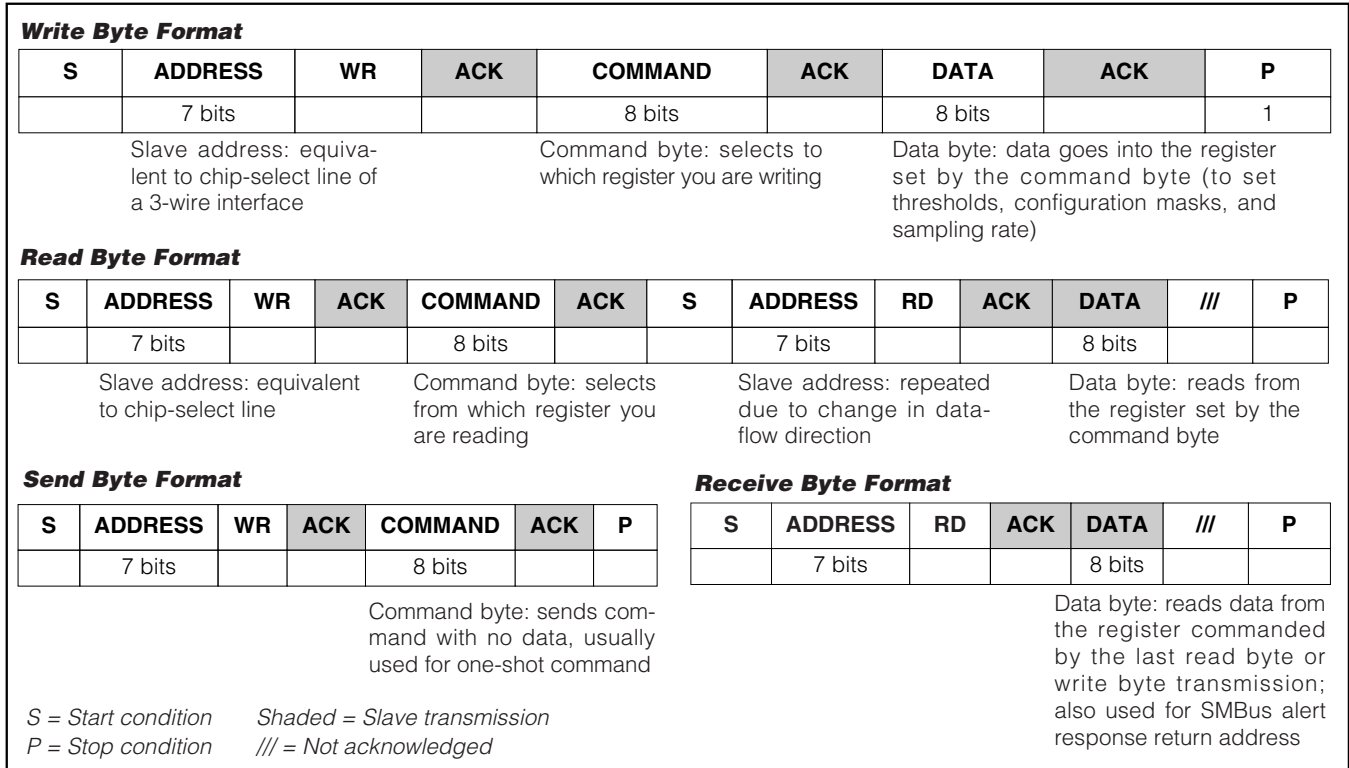 Write Byte Format
S ADDRESS WR ACK COMMAND ACK DATA ACK P
7 bits 8 bits 8 bits 1
Slave address: equiva-
lent to chip-select line of
a 3-wire interface
Command byte: selects to
which register you are writing
Data byte: data goes into the register
set by the command byte (to set
thresholds, configuration masks, and
sampling rate)
Read Byte Format
S ADDRESS WR ACK COMMAND ACK S ADDRESS RD ACK DATA /// P
7 bits 8 bits 7 bits 8 bits
Slave address: equivalent
to chip-select line
Command byte: selects
from which register you
are reading
Slave address: repeated
due to change in data-
flow direction
Data byte: reads from
the register set by the
command byte
Send Byte Format
S ADDRESS WR ACK COMMAND ACK P
7 bits 8 bits
Command byte: sends com-
mand with no data, usually
used for one-shot command
Receive Byte Format
S ADDRESS RD ACK DATA /// P
7 bits 8 bits
Data byte: reads data from
the register commanded
by the last read byte or
write byte transmission;
also used for SMBus alert
response return address
S = Start condition Shaded = Slave transmission
P = Stop condition /// = Not acknowledged